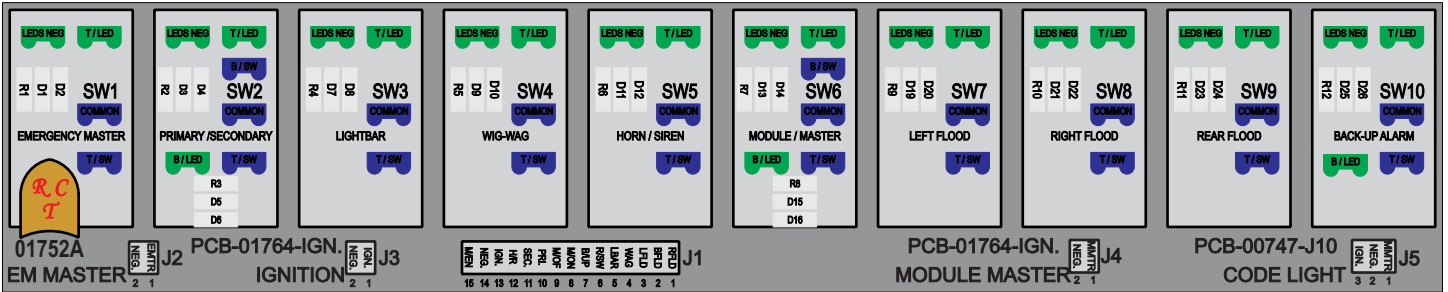 LEDS NEG T / LED LEDS NEG T / LED LEDS NEG T / LED LEDS NEG T / LED LEDS NEG T / LED LEDS NEG T / LED LEDS NEG T / LED LEDS NEG T / LED LEDS NEG T / LED LEDS NEG T / LED
B / SW B / SW
R1 D1 D2 SW1 R2 D3 D4 SW2 R4 D7 D8 SW3 R5 D9 D10 SW4 R6 D11 D12 SW5 R7 D13 D14 SW6 R9 D19 D20 SW7 R10 D21 D22 SW8 R11 D23 D24 SW9 R12 D25 D26 SW10
COMMON COMMON COMMON COMMON COMMON COMMON COMMON COMMON COMMON COMMON
EMERGENCY MASTER PRIMARY /SECONDARY LIGHTBAR WIG-WAG HORN / SIREN MODULE / MASTER LEFT FLOOD RIGHT FLOOD REAR FLOOD BACK-UP ALARM
T / SW B / LED T / SW T / SW T / SW T / SW B / LED T / SW T / SW T / SW T / SW B / LED T / SW
R C T
R3 R8
D5 D15
D6 D16
01752A J2 PCB-01764-IGN. J3 J1 PCB-01764-IGN. J4 PCB-00747-J10 J5
EM MASTER IGNITION MODULE MASTER CODE LIGHT
NEG. EMTR
2 1
NEG. IGN.
2 1
MEN NEG. IGN. HR SEC. PRI. MOF MON B/UP R/SW LBAR WAG LFLD BFLD RFLD
15 14 13 12 11 10 9 8 7 6 5 4 3 2 1
NEG. MMTR
2 1
IGN. NEG. MMTR
3 2 1